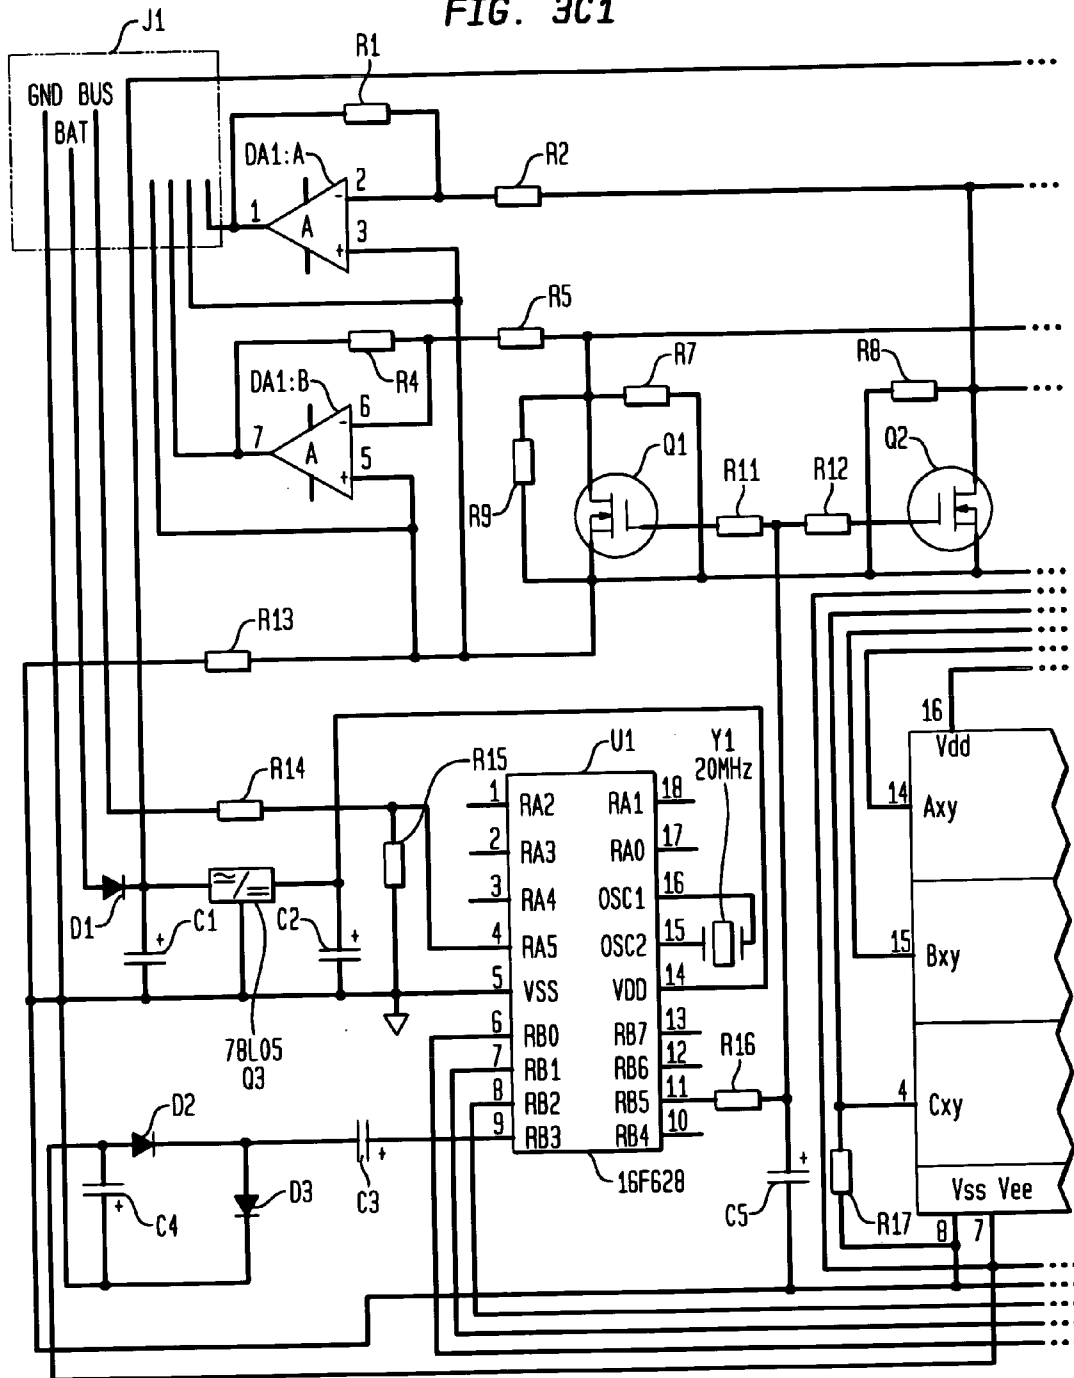 FIG. 3C1
J1
R1
GND BUS
BAT
DA1:A
2
R2
1
A
3
-
+
R5
R7
R8
R4
DA1:B
6
7
A
5
-
+
Q1
R11
R12
Q2
R9
R13
16
Vdd
U1
Y1
20MHz
R15
R14
1
RA2
RA1
18
14
Axy
2
RA3
RA0
17
3
RA4
OSC1
16
D1
C1
+
C2
+
4
RA5
OSC2
15
15
Bxy
5
VSS
VDD
14
6
RB0
RB7
13
7
RB1
RB6
12
R16
78L05
Q3
8
RB2
RB5
11
4
Cxy
9
RB3
RB4
10
D2
C3
+
16F628
C5
+
D3
C4
+
R17
Vss Vee
8
7